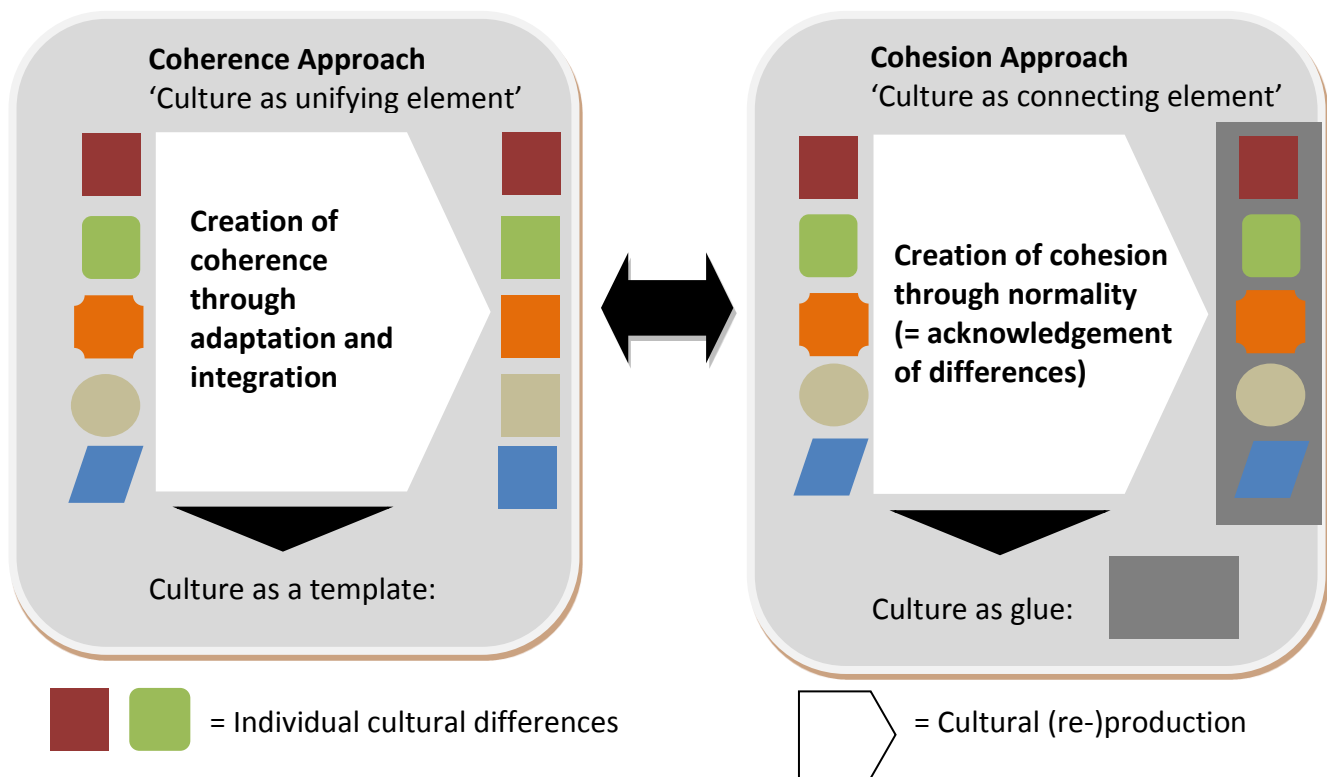 Coherence Approach
‘Culture as unifying element’
Creation of
coherence
through
adaptation and
integration
Culture as a template:
Cohesion Approach
‘Culture as connecting element’
Creation of cohesion
through normality
(= acknowledgement
of differences)
Culture as glue:
= Individual cultural differences
= Cultural (re-)production